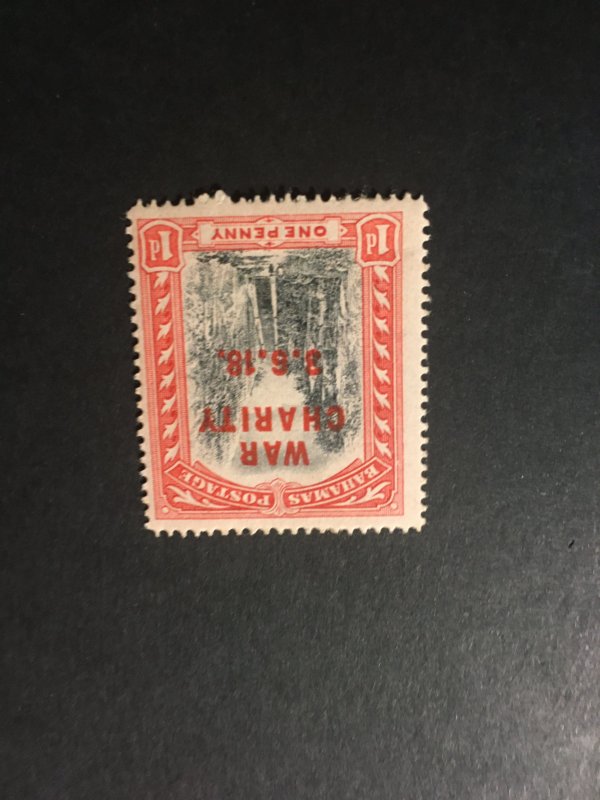 BAHAMAS POSTAGE
WAR
CHARITY
3.6.18.
1d ONE PENNY 1d